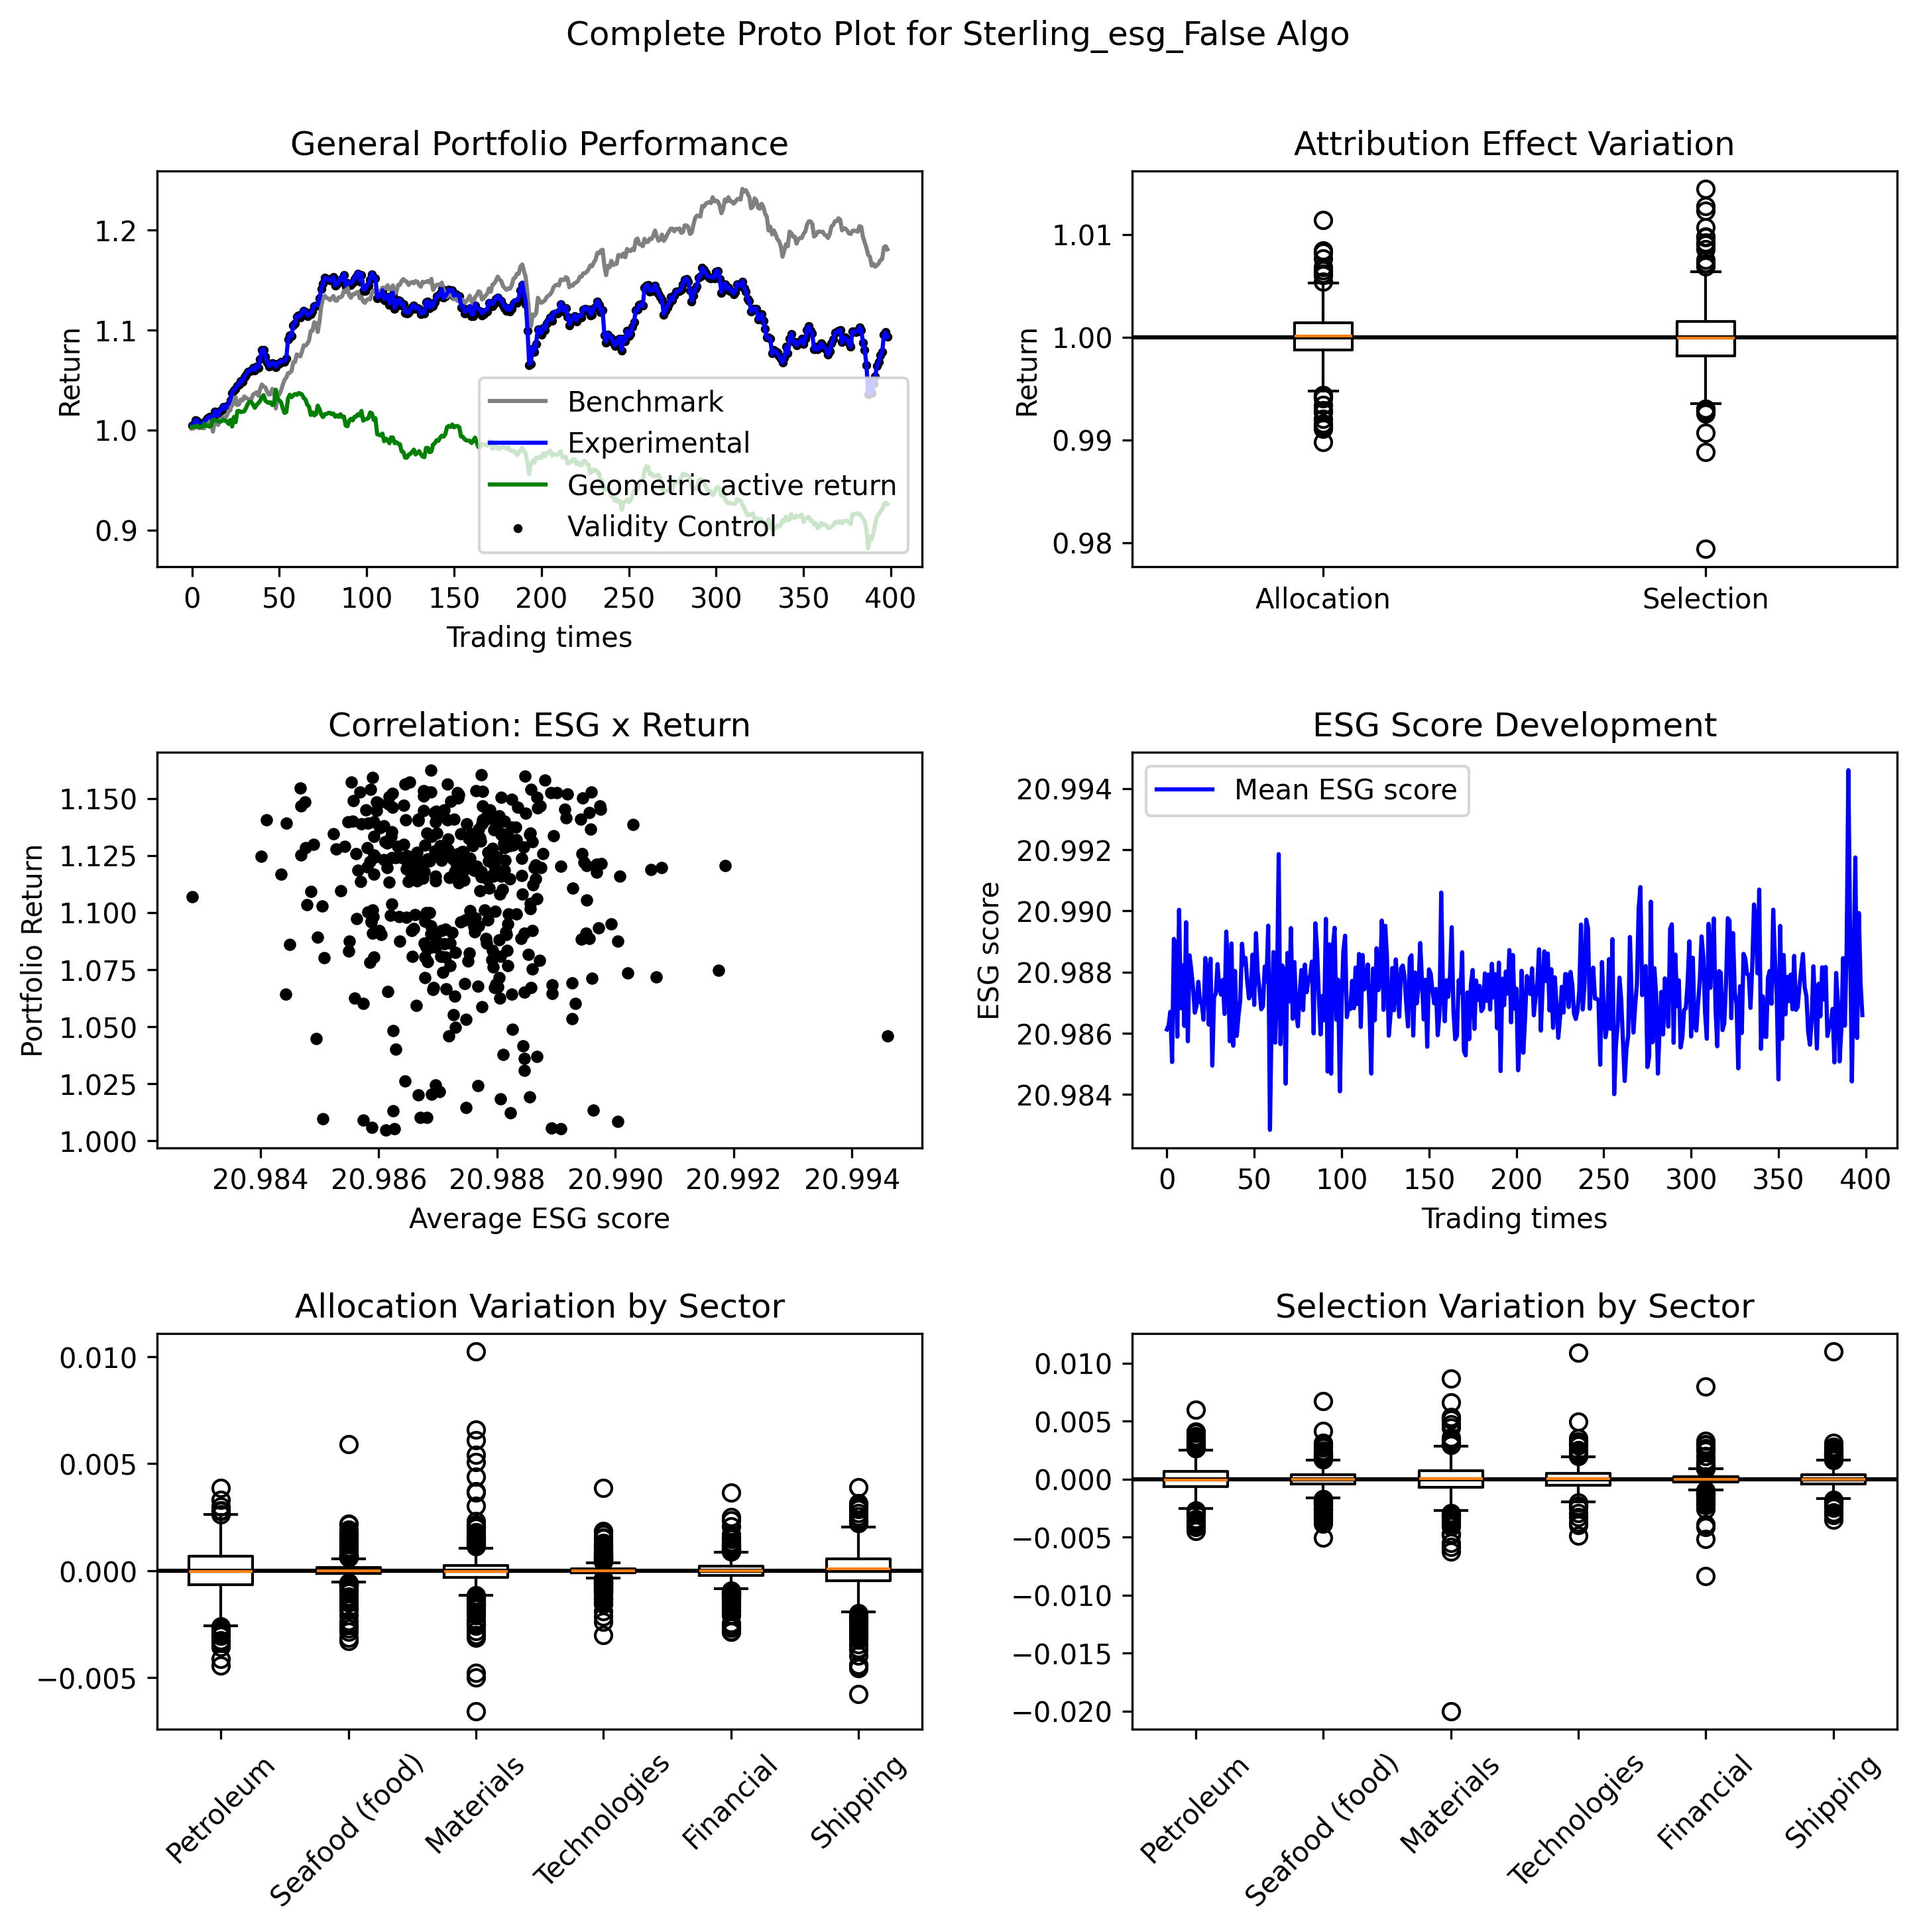 Complete Proto Plot for Sterling_esg_False Algo
General Portfolio Performance
Return
1.2
1.1
1.0
0.9
Benchmark
Experimental
Geometric active return
Validity Control
0 50 100 150 200 250 300 350 400
Trading times
Attribution Effect Variation
Return
1.01
1.00
0.99
0.98
Allocation Selection
Correlation: ESG x Return
Portfolio Return
1.150
1.125
1.100
1.075
1.050
1.025
1.000
20.984 20.986 20.988 20.990 20.992 20.994
Average ESG score
ESG Score Development
Mean ESG score
ESG score
20.994
20.992
20.990
20.988
20.986
20.984
0 50 100 150 200 250 300 350 400
Trading times
Allocation Variation by Sector
0.010
0.005
0.000
−0.005
Petroleum
Seafood (food)
Materials
Technologies
Financial
Shipping
Selection Variation by Sector
0.010
0.005
0.000
−0.005
−0.010
−0.015
−0.020
Petroleum
Seafood (food)
Materials
Technologies
Financial
Shipping